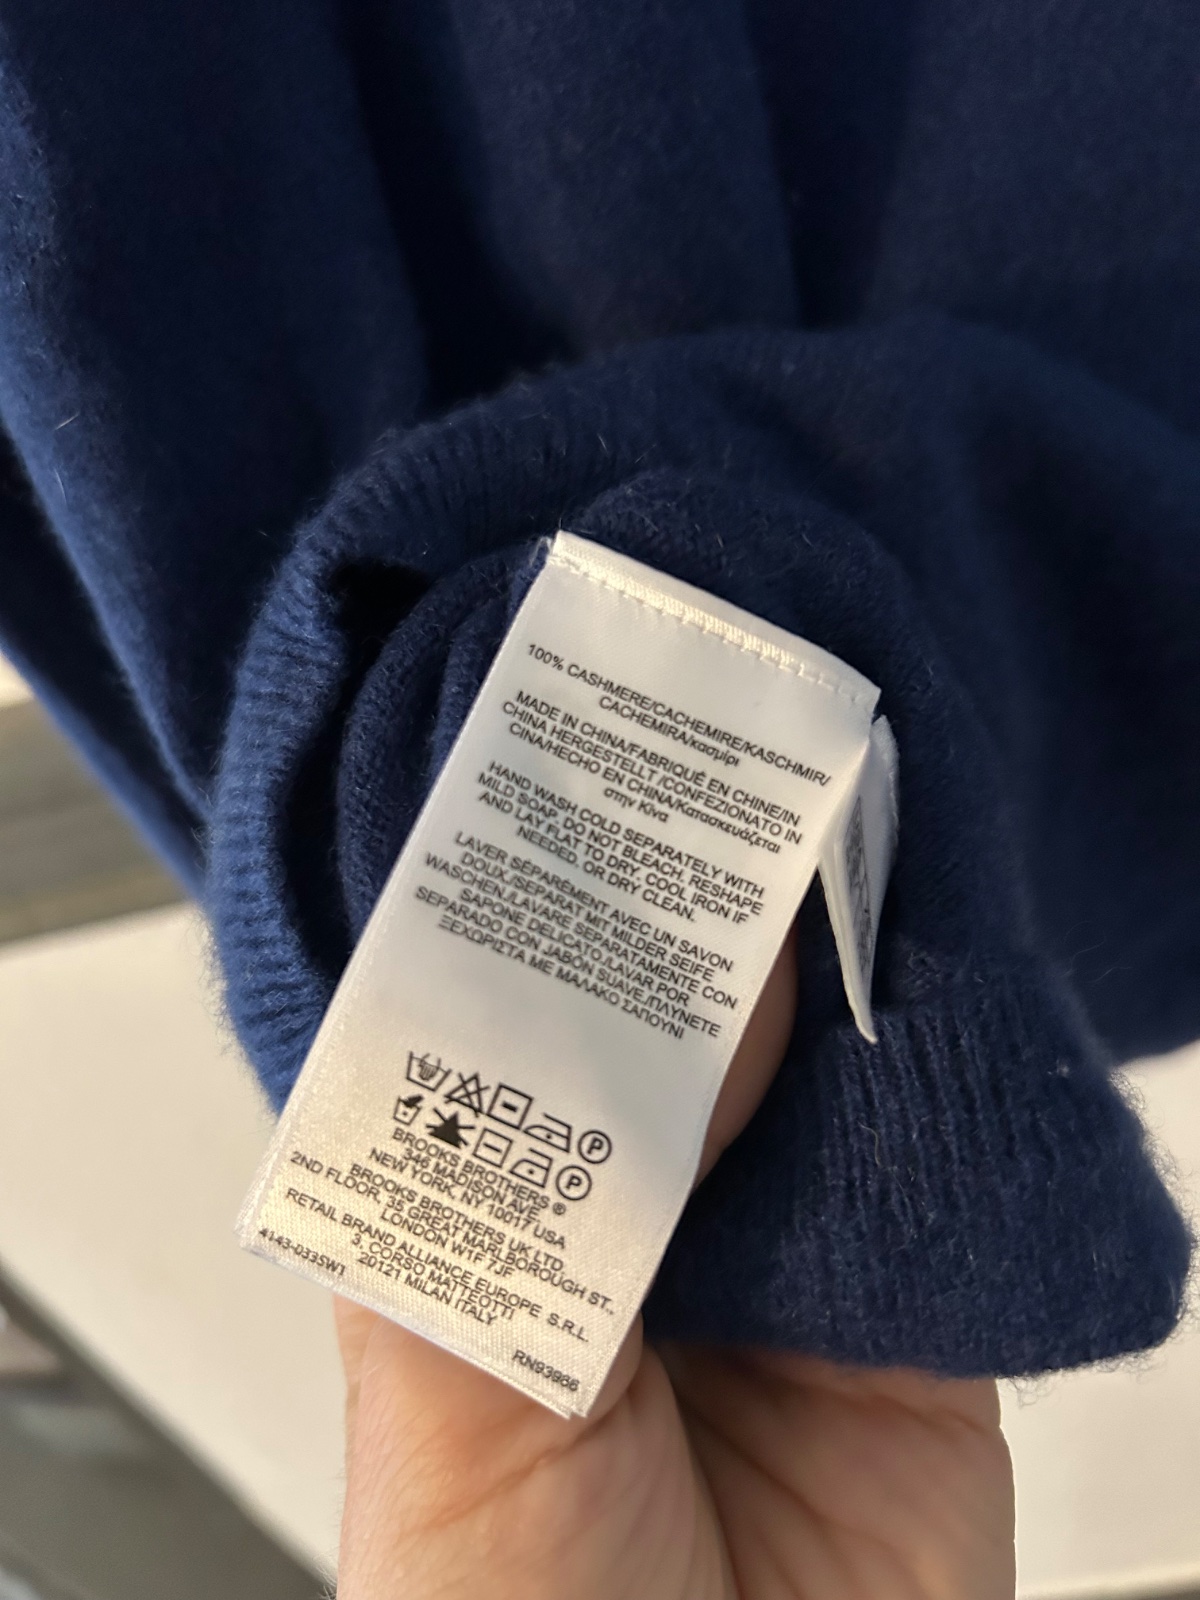 100% CASHMERE/CACHEMIRE/KASCHMIR/
CACHEMIRA/κασμίρι
MADE IN CHINA/FABRIQUÉ EN CHINE/IN
CHINA HERGESTELLT /CONFEZIONATO IN
CINA/HECHO EN CHINA/Κατασκευάζεται
στην Κίνα
HAND WASH COLD SEPARATELY WITH
MILD SOAP. DO NOT BLEACH. RESHAPE
AND LAY FLAT TO DRY. COOL IRON IF
NEEDED. OR DRY CLEAN.
LAVER SÉPARÉMENT AVEC UN SAVON
DOUX./SEPARAT MIT MILDER SEIFE
WASCHEN./LAVARE SEPARATAMENTE CON
SAPONE DELICATO./LAVAR POR
SEPARADO CON JABÓN SUAVE./ΠΛΥΝΕΤΕ
ΞΕΧΩΡΙΣΤΑ ΜΕ ΜΑΛΑΚΟ ΣΑΠΟΥΝΙ
P
P
BROOKS BROTHERS ®
346 MADISON AVE.
NEW YORK, NY 10017 USA
BROOKS BROTHERS UK LTD
2ND FLOOR, 35 GREAT MARLBOROUGH ST.,
LONDON W1F 7JF
RETAIL BRAND ALLIANCE EUROPE S.R.L.
3, CORSO MATTEOTTI
20121 MILAN ITALY
4143-0335W1
RN93986